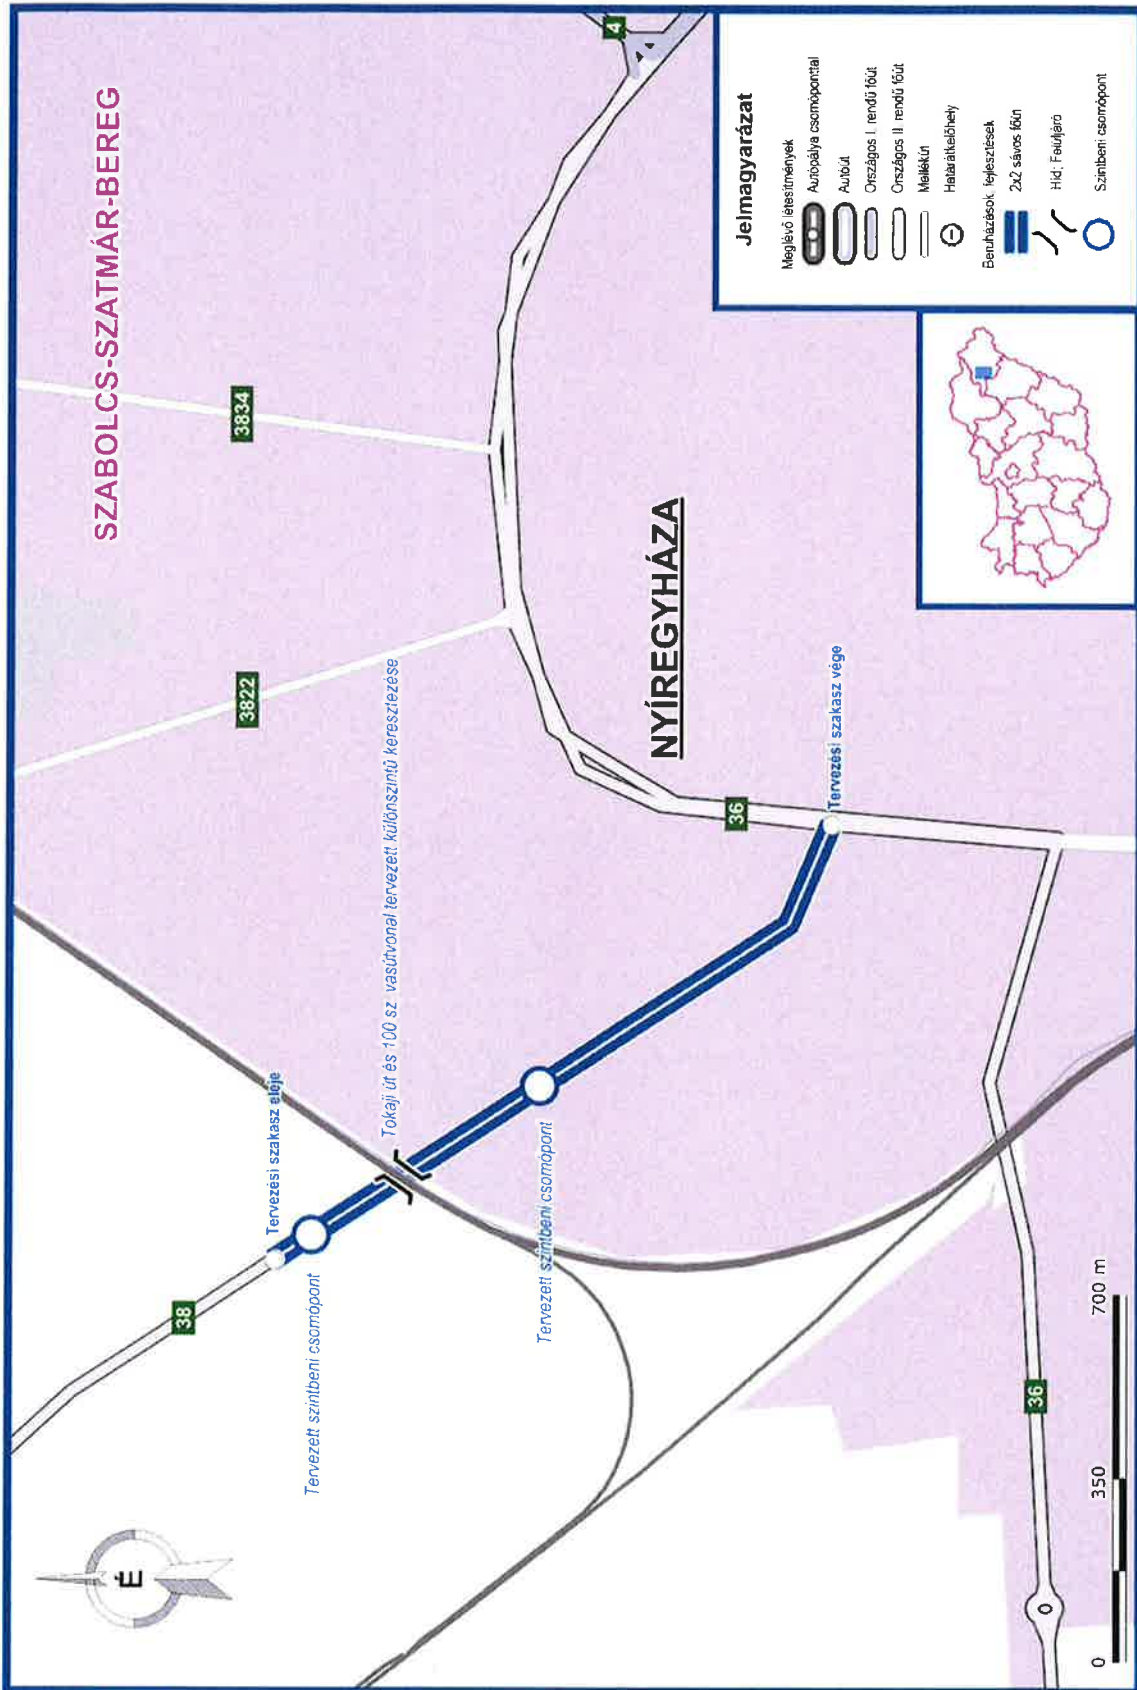 SZABOLCS-SZATMÁR-BEREG
É
38
3822
3834
4
Tervezési szakasz eleje
Tervezett szintbeni csomópont
Tokaji út és 100 sz. vasútvonal tervezett különszintű keresztezése
Tervezett szintbeni csomópont
NYÍREGYHÁZA
36
Tervezési szakasz vége
36
0 350 700 m
Jelmagyarázat
Meglévő létesítmények
Autópálya csomóponttal
Autóút
Országos I. rendű főút
Országos II. rendű főút
Mellékút
Határátkelőhely
Beruházások, fejlesztések
2x2 sávos főút
Híd; Felüljáró
Szintbeni csomópont